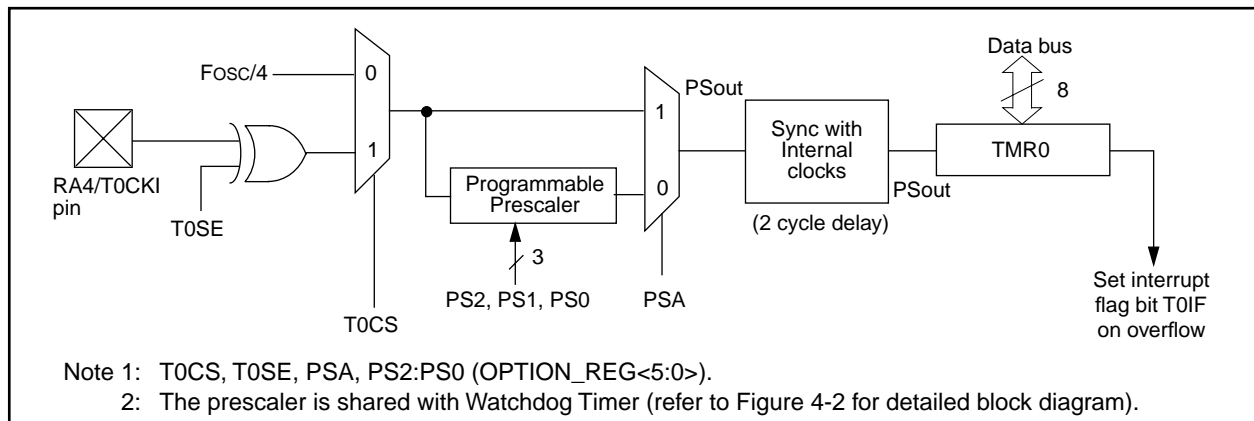 Data bus
8
FOSC/4
0
1
RA4/T0CKI
pin
T0SE
T0CS
Programmable
Prescaler
3
PS2, PS1, PS0
1
0
PSA
PSout
Sync with
Internal
clocks
(2 cycle delay)
PSout
TMR0
Set interrupt
flag bit T0IF
on overflow
Note 1: T0CS, T0SE, PSA, PS2:PS0 (OPTION_REG<5:0>).
2: The prescaler is shared with Watchdog Timer (refer to Figure 4-2 for detailed block diagram).